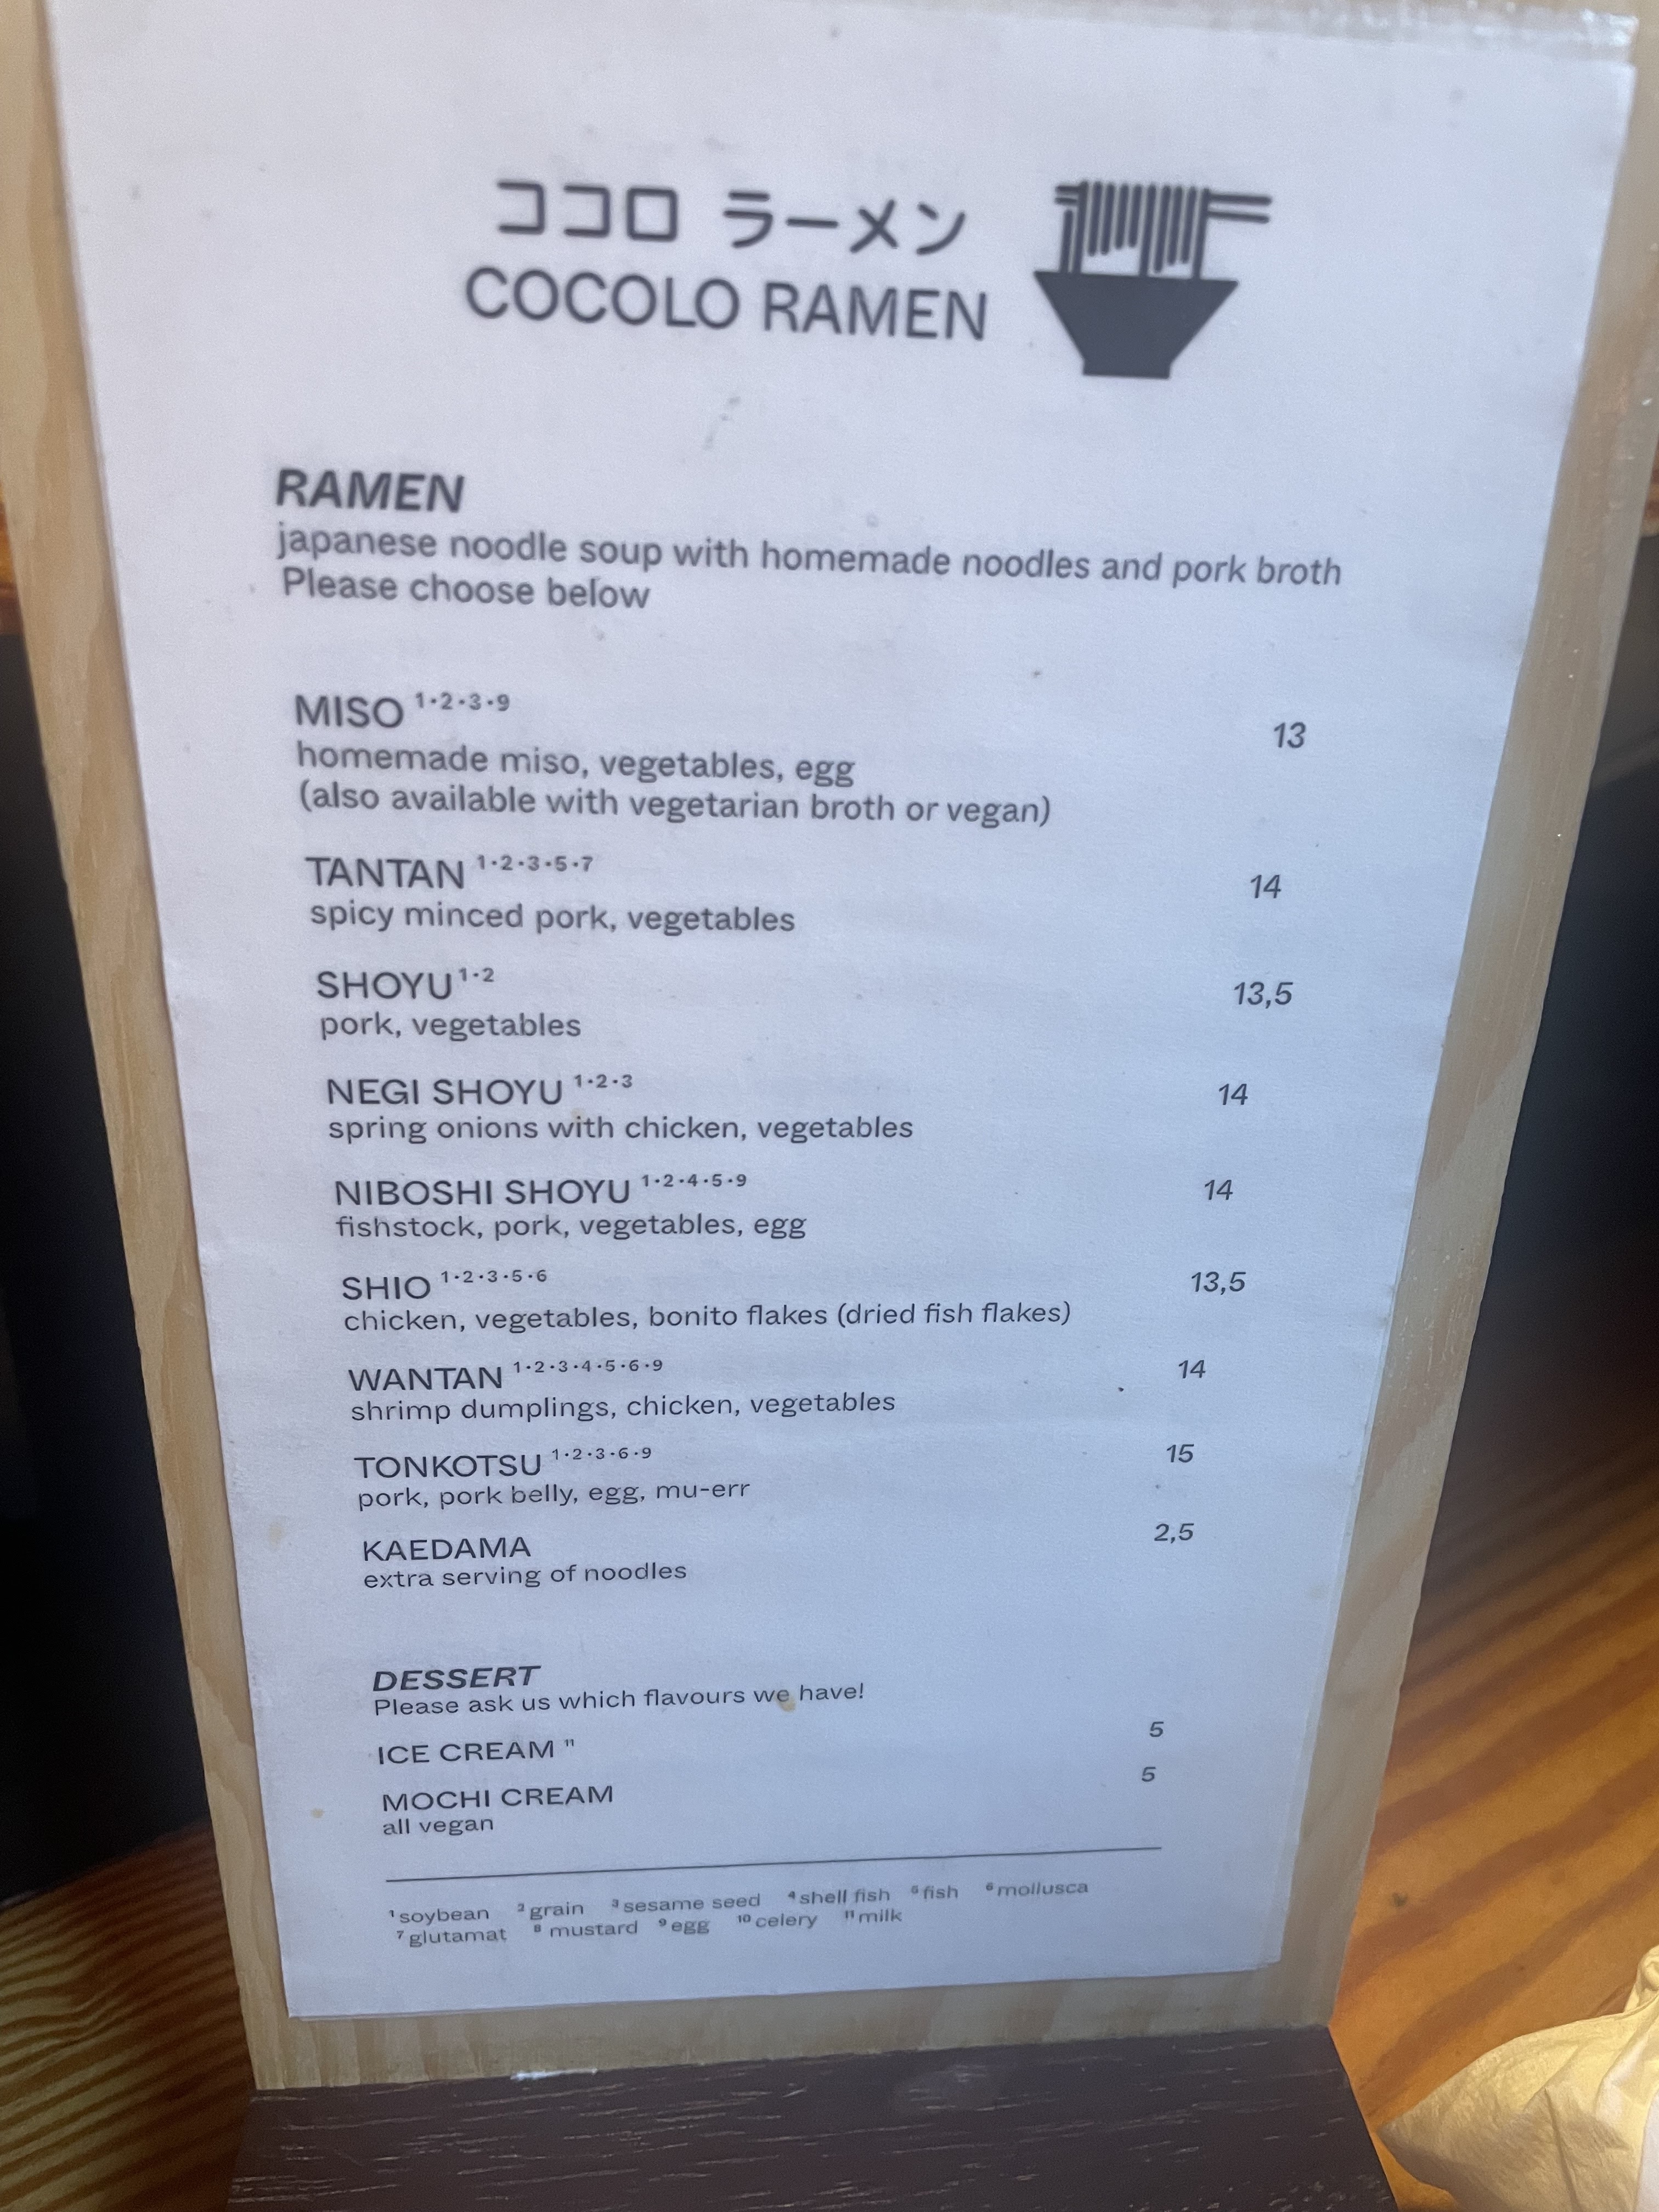 ココロ ラーメン
COCOLO RAMEN
RAMEN
japanese noodle soup with homemade noodles and pork broth
Please choose below
MISO 1·2·3·9 13
homemade miso, vegetables, egg
(also available with vegetarian broth or vegan)
TANTAN 1·2·3·5·7 14
spicy minced pork, vegetables
SHOYU 1·2 13,5
pork, vegetables
NEGI SHOYU 1·2·3 14
spring onions with chicken, vegetables
NIBOSHI SHOYU 1·2·4·5·9 14
fishstock, pork, vegetables, egg
SHIO 1·2·3·5·6 13,5
chicken, vegetables, bonito flakes (dried fish flakes)
WANTAN 1·2·3·4·5·6·9 14
shrimp dumplings, chicken, vegetables
TONKOTSU 1·2·3·6·9 15
pork, pork belly, egg, mu-err
KAEDAMA 2,5
extra serving of noodles
DESSERT
Please ask us which flavours we have!
ICE CREAM 11 5
MOCHI CREAM 5
all vegan
1 soybean 2 grain 3 sesame seed 4 shell fish 5 fish 6 mollusca
7 glutamat 8 mustard 9 egg 10 celery 11 milk